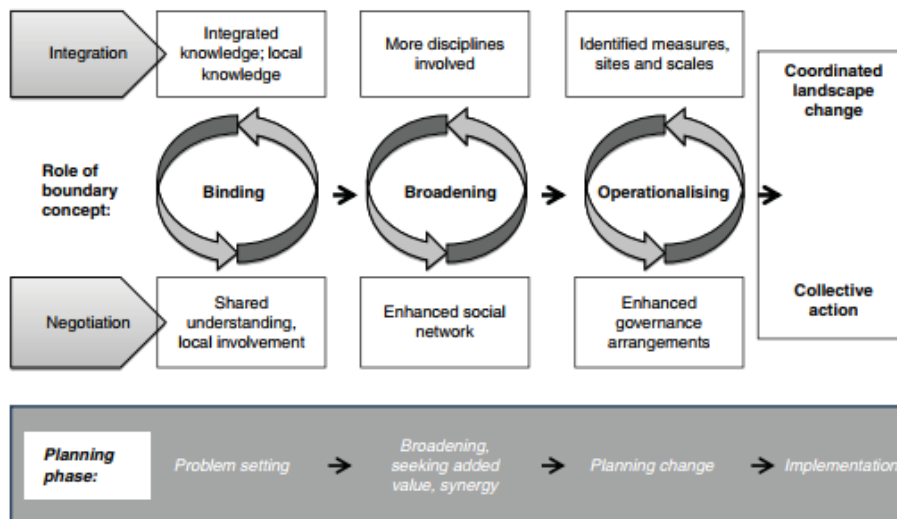 Integration
Integrated
knowledge; local
knowledge
More disciplines
involved
Identified measures,
sites and scales
Coordinated
landscape
change
Role of
boundary
concept:
Binding
Broadening
Operationalising
Negotiation
Shared
understanding,
local involvement
Enhanced social
network
Enhanced
governance
arrangements
Collective
action
Planning
phase:
Problem setting
Broadening,
seeking added
value, synergy
Planning change
Implementation